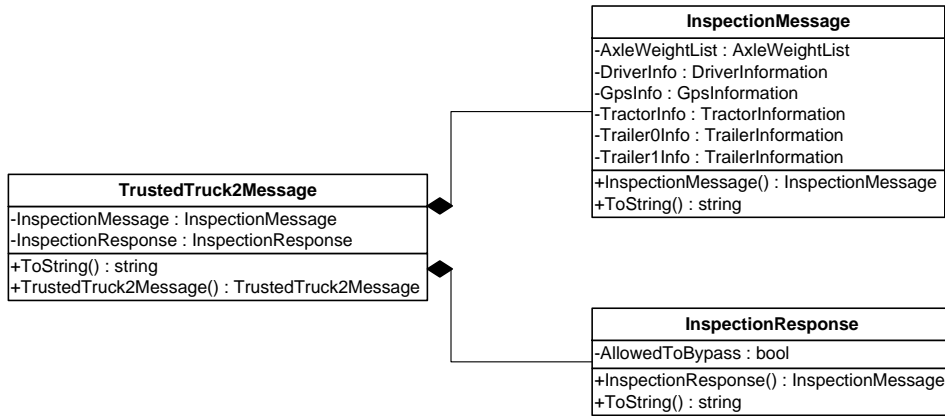 InspectionMessage
-AxleWeightList : AxleWeightList
-DriverInfo : DriverInformation
-GpsInfo : GpsInformation
-TractorInfo : TractorInformation
-Trailer0Info : TrailerInformation
-Trailer1Info : TrailerInformation
+InspectionMessage() : InspectionMessage
+ToString() : string
TrustedTruck2Message
-InspectionMessage : InspectionMessage
-InspectionResponse : InspectionResponse
+ToString() : string
+TrustedTruck2Message() : TrustedTruck2Message
InspectionResponse
-AllowedToBypass : bool
+InspectionResponse() : InspectionMessage
+ToString() : string